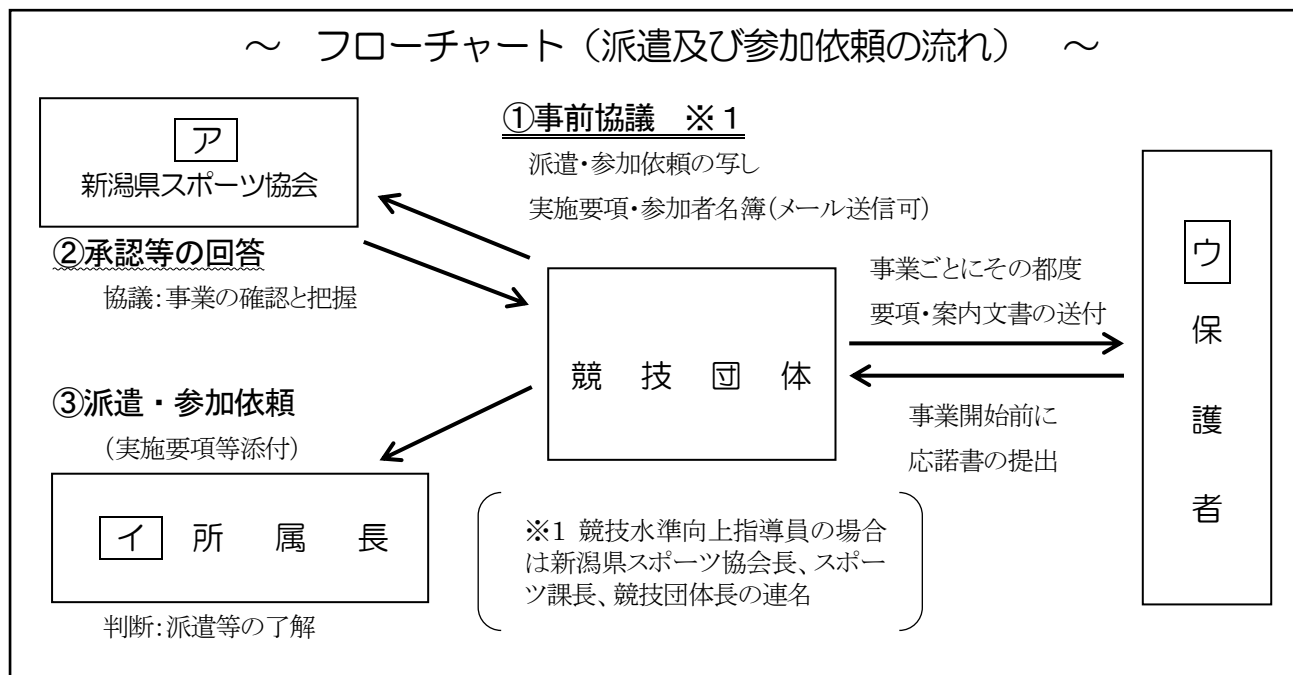 ～ フローチャート（派遣及び参加依頼の流れ） ～
ア
新潟県スポーツ協会
①事前協議 ※１
派遣・参加依頼の写し
実施要項・参加者名簿（メール送信可）
②承認等の回答
協議：事業の確認と把握
競 技 団 体
事業ごとにその都度
要項・案内文書の送付
事業開始前に
応諾書の提出
ウ
保
護
者
③派遣・参加依頼
（実施要項等添付）
イ 所 属 長
判断：派遣等の了解
※1 競技水準向上指導員の場合
は新潟県スポーツ協会長、スポー
ツ課長、競技団体長の連名